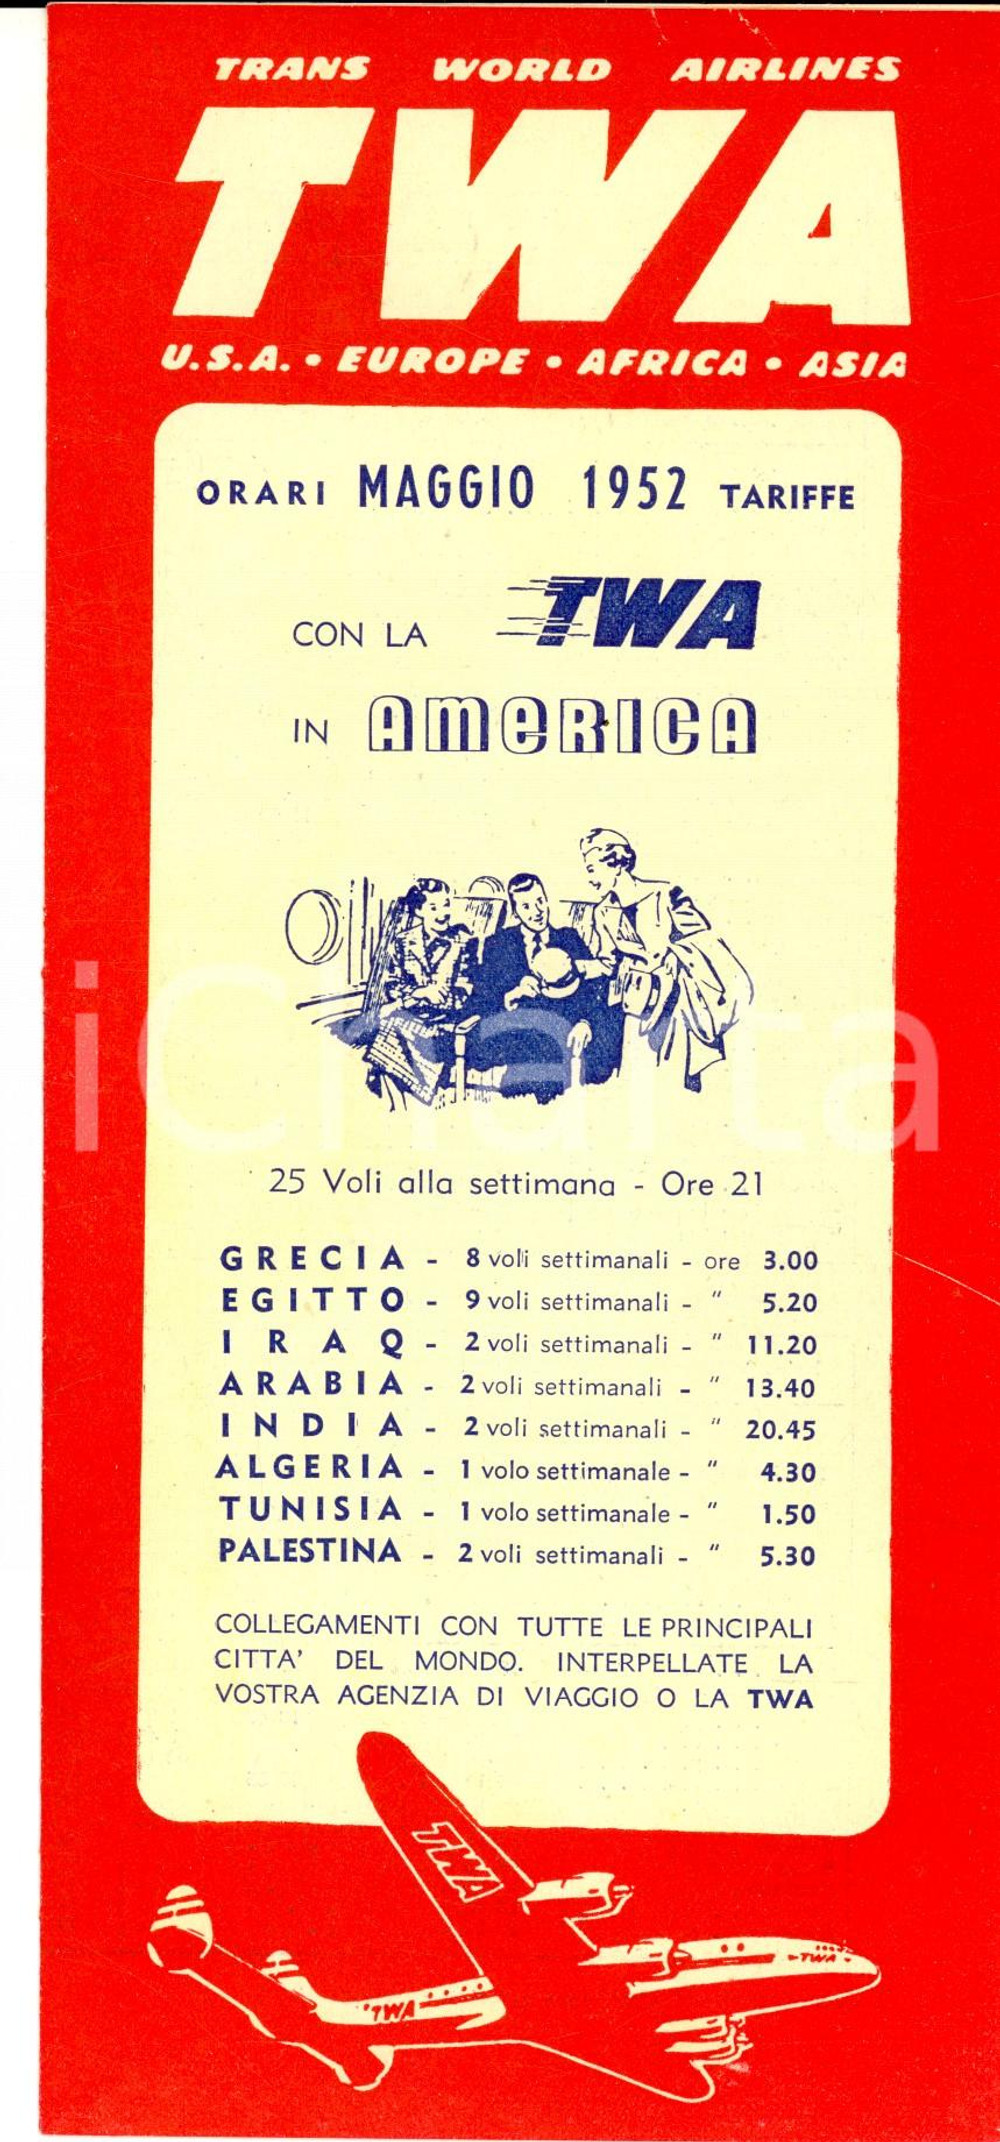 TRANS WORLD AIRLINES
TWA
U.S.A. • EUROPE • AFRICA • ASIA
ORARI MAGGIO 1952 TARIFFE
CON LA TWA
IN AMERICA
iCharta
25 Voli alla settimana - Ore 21
GRECIA - 8 voli settimanali - ore 3.00
EGITTO - 9 voli settimanali - " 5.20
IRAQ - 2 voli settimanali - " 11.20
ARABIA - 2 voli settimanali - " 13.40
INDIA - 2 voli settimanali - " 20.45
ALGERIA - 1 volo settimanale - " 4.30
TUNISIA - 1 volo settimanale - " 1.50
PALESTINA - 2 voli settimanali - " 5.30
COLLEGAMENTI CON TUTTE LE PRINCIPALI
CITTA' DEL MONDO. INTERPELLATE LA
VOSTRA AGENZIA DI VIAGGIO O LA TWA
TWA
TWA
TWA